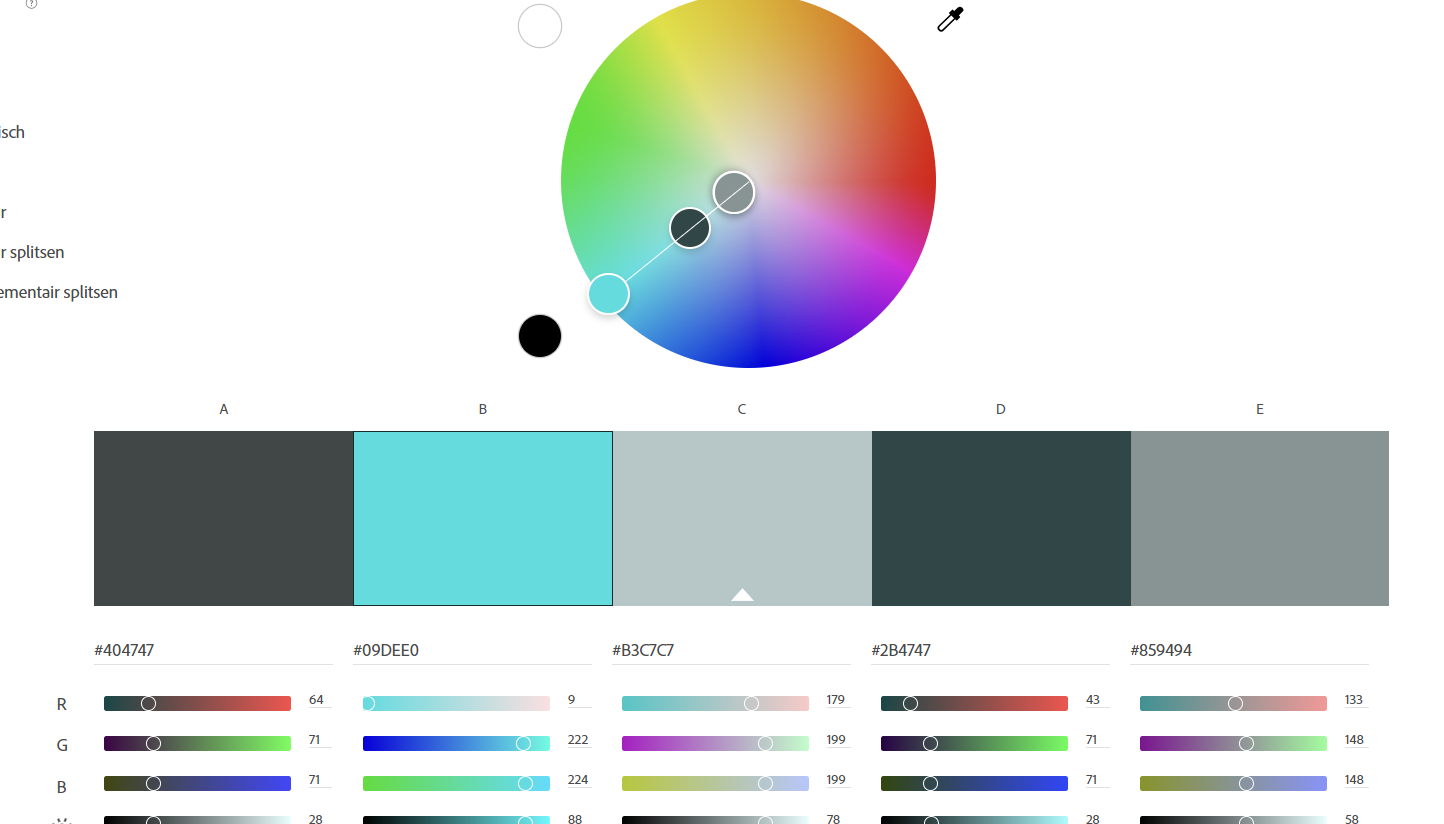 ?
isch
r
r splitsen
ementair splitsen
A B C D E
#404747 #09DEE0 #B3C7C7 #2B4747 #859494
R 64 9 179 43 133
G 71 222 199 71 148
B 71 224 199 71 148
28 88 78 28 58